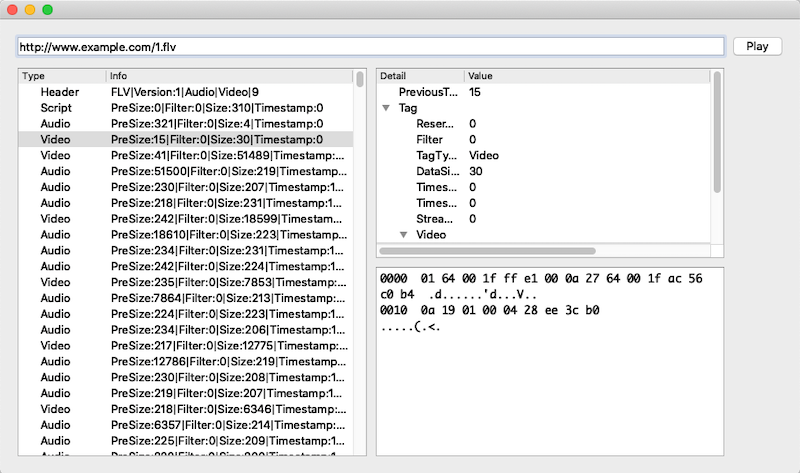 http://www.example.com/1.flv
Play
Type Info
Header FLV|Version:1|Audio|Video|9
Script PreSize:0|Filter:0|Size:310|Timestamp:0
Audio PreSize:321|Filter:0|Size:4|Timestamp:0
Video PreSize:15|Filter:0|Size:30|Timestamp:0
Video PreSize:41|Filter:0|Size:51489|Timestamp:...
Audio PreSize:51500|Filter:0|Size:219|Timestamp:...
Audio PreSize:230|Filter:0|Size:207|Timestamp:1...
Audio PreSize:218|Filter:0|Size:231|Timestamp:1...
Video PreSize:242|Filter:0|Size:18599|Timestam...
Audio PreSize:18610|Filter:0|Size:223|Timestam...
Audio PreSize:234|Filter:0|Size:231|Timestamp:1...
Audio PreSize:242|Filter:0|Size:224|Timestamp:1...
Video PreSize:235|Filter:0|Size:7853|Timestamp:...
Audio PreSize:7864|Filter:0|Size:213|Timestamp:...
Audio PreSize:224|Filter:0|Size:223|Timestamp:1...
Audio PreSize:234|Filter:0|Size:206|Timestamp:1...
Video PreSize:217|Filter:0|Size:12775|Timestam...
Audio PreSize:12786|Filter:0|Size:219|Timestam...
Audio PreSize:230|Filter:0|Size:208|Timestamp:1...
Audio PreSize:219|Filter:0|Size:207|Timestamp:1...
Video PreSize:218|Filter:0|Size:6346|Timestamp...
Audio PreSize:6357|Filter:0|Size:214|Timestamp:...
Audio PreSize:225|Filter:0|Size:209|Timestamp:1...
Detail Value
PreviousT... 15
Tag
Reser... 0
Filter 0
TagTy... Video
DataSi... 30
Times... 0
Times... 0
Strea... 0
Video
0000 01 64 00 1f ff e1 00 0a 27 64 00 1f ac 56
c0 b4 .d......'d...V..
0010 0a 19 01 00 04 28 ee 3c b0
.....(.<.